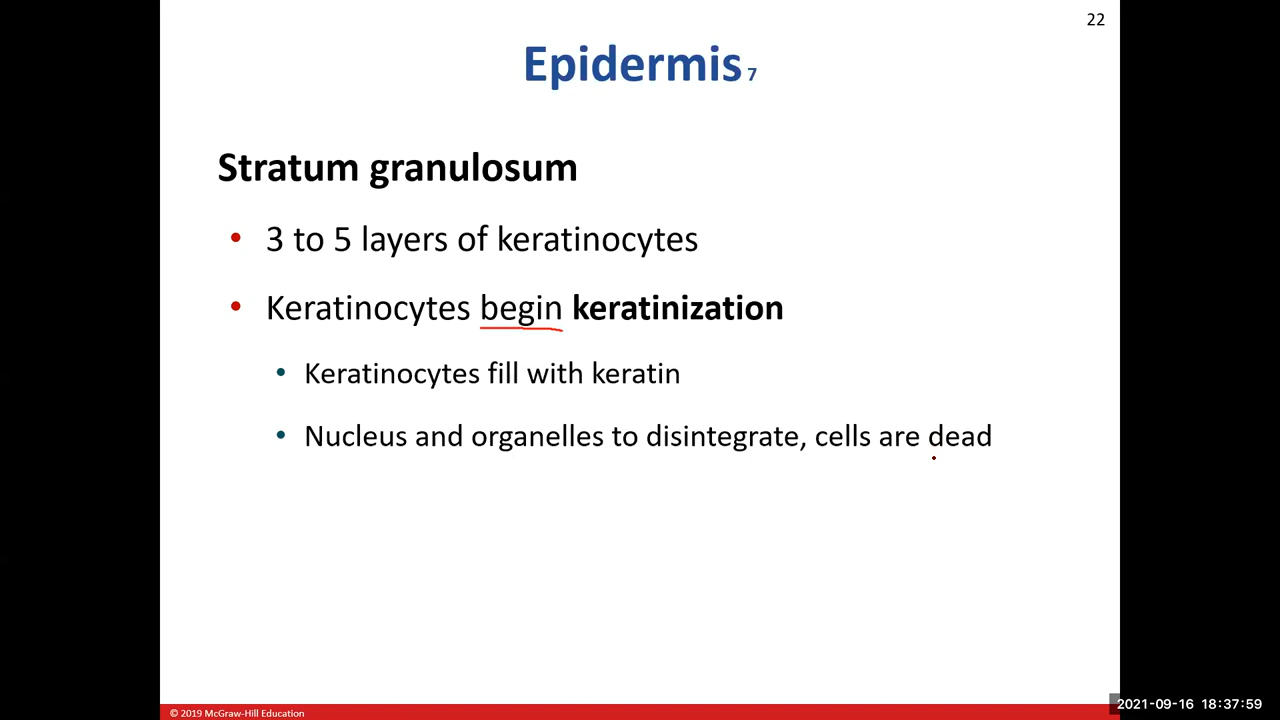 22
Epidermis 7
Stratum granulosum
• 3 to 5 layers of keratinocytes
• Keratinocytes begin keratinization
• Keratinocytes fill with keratin
• Nucleus and organelles to disintegrate, cells are dead
© 2019 McGraw-Hill Education
2021-09-16 18:37:59